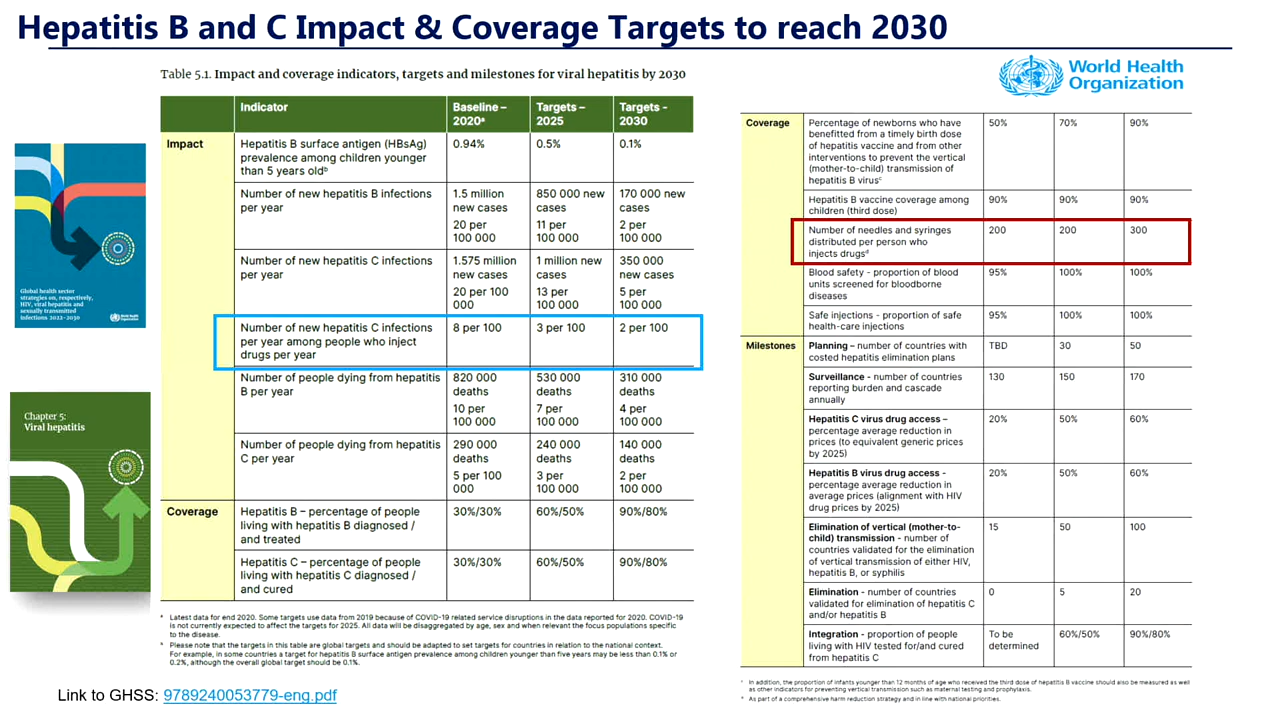 Hepatitis B and C Impact & Coverage Targets to reach 2030
Table 5.1. Impact and coverage indicators, targets and milestones for viral hepatitis by 2030
World Health
Organization
Global health sector
strategies on, respectively,
HIV, viral hepatitis and
sexually transmitted
infections 2022-2030
World Health
Organization
Chapter 5:
Viral hepatitis
Indicator
Baseline –
2020ᵃ
Targets –
2025
Targets -
2030
Impact
Hepatitis B surface antigen (HBsAg)
prevalence among children younger
than 5 years oldᵇ
0.94%
0.5%
0.1%
Number of new hepatitis B infections
per year
1.5 million
new cases
20 per
100 000
850 000 new
cases
11 per
100 000
170 000 new
cases
2 per
100 000
Number of new hepatitis C infections
per year
1.575 million
new cases
20 per 100
000
1 million new
cases
13 per
100 000
350 000
new cases
5 per
100 000
Number of new hepatitis C infections
per year among people who inject
drugs per year
8 per 100
3 per 100
2 per 100
Number of people dying from hepatitis
B per year
820 000
deaths
10 per
100 000
530 000
deaths
7 per
100 000
310 000
deaths
4 per
100 000
Number of people dying from hepatitis
C per year
290 000
deaths
5 per 100
000
240 000
deaths
3 per
100 000
140 000
deaths
2 per
100 000
Coverage
Hepatitis B – percentage of people
living with hepatitis B diagnosed /
and treated
30%/30%
60%/50%
90%/80%
Hepatitis C – percentage of people
living with hepatitis C diagnosed /
and cured
30%/30%
60%/50%
90%/80%
ᵃ Latest data for end 2020. Some targets use data from 2019 because of COVID-19 related service disruptions in the data reported for 2020. COVID-19
is not currently expected to affect the targets for 2025. All data will be disaggregated by age, sex and when relevant the focus populations specific
to the disease.
ᵇ Please note that the targets in this table are global targets and should be adapted to set targets for countries in relation to the national context.
For example, in some countries a target for hepatitis B surface antigen prevalence among children younger than five years may be less than 0.1% or
0.2%, although the overall global target should be 0.1%.
Coverage
Percentage of newborns who have
benefitted from a timely birth dose
of hepatitis vaccine and from other
interventions to prevent the vertical
(mother-to-child) transmission of
hepatitis B virusᶜ
50%
70%
90%
Hepatitis B vaccine coverage among
children (third dose)
90%
90%
90%
Number of needles and syringes
distributed per person who
injects drugsᵈ
200
200
300
Blood safety - proportion of blood
units screened for bloodborne
diseases
95%
100%
100%
Safe injections - proportion of safe
health-care injections
95%
100%
100%
Milestones
Planning – number of countries with
costed hepatitis elimination plans
TBD
30
50
Surveillance - number of countries
reporting burden and cascade
annually
130
150
170
Hepatitis C virus drug access –
percentage average reduction in
prices (to equivalent generic prices
by 2025)
20%
50%
60%
Hepatitis B virus drug access -
percentage average reduction in
average prices (alignment with HIV
drug prices by 2025)
20%
50%
60%
Elimination of vertical (mother-to-
child) transmission - number of
countries validated for the elimination
of vertical transmission of either HIV,
hepatitis B, or syphilis
15
50
100
Elimination - number of countries
validated for elimination of hepatitis C
and/or hepatitis B
0
5
20
Integration - proportion of people
living with HIV tested for/and cured
from hepatitis C
To be
determined
60%/50%
90%/80%
ᶜ In addition, the proportion of infants younger than 12 months of age who received the third dose of hepatitis B vaccine should also be measured as well
as other indicators for preventing vertical transmission such as maternal testing and prophylaxis.
ᵈ As part of a comprehensive harm reduction strategy and in line with national priorities.
Link to GHSS: 9789240053779-eng.pdf